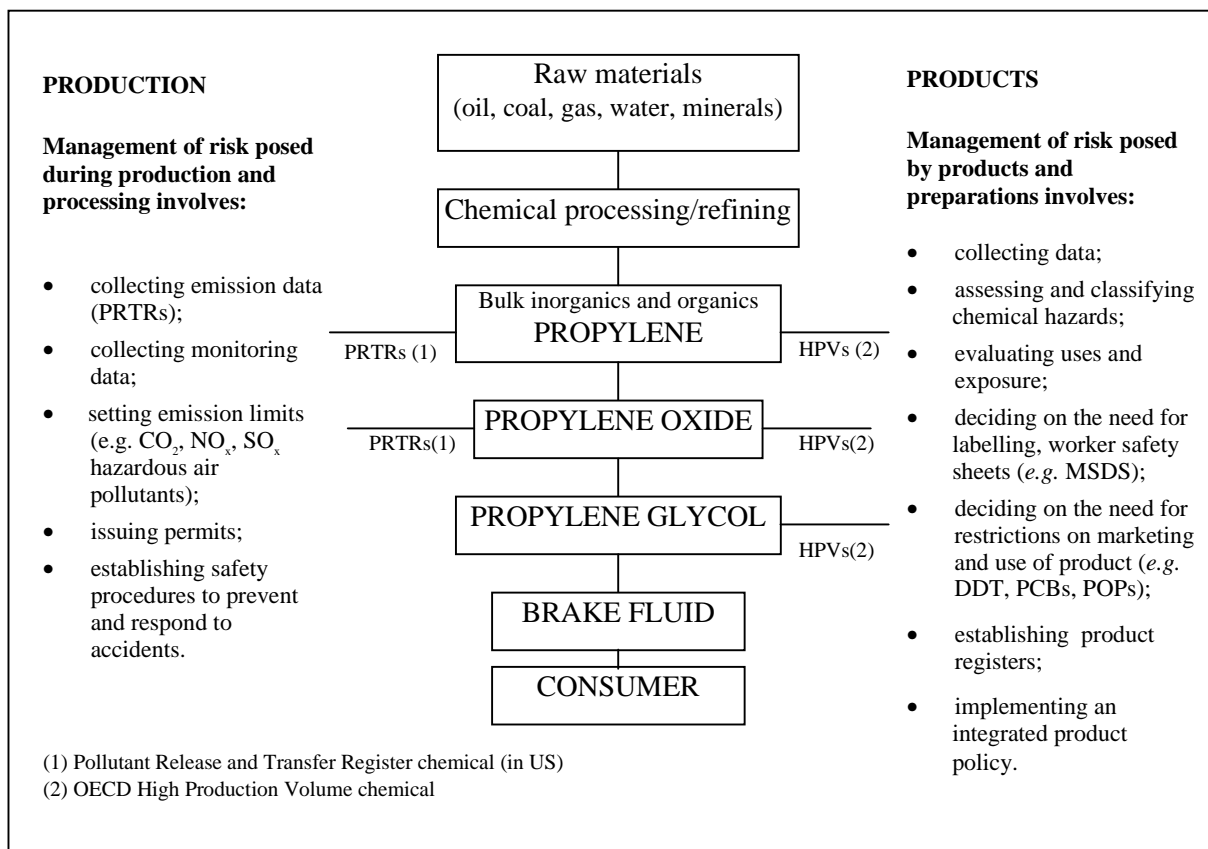 PRODUCTION
Management of risk posed
during production and
processing involves:
• collecting emission data
(PRTRs);
• collecting monitoring
data;
• setting emission limits
(e.g. CO₂, NOₓ, SOₓ
hazardous air
pollutants);
• issuing permits;
• establishing safety
procedures to prevent
and respond to
accidents.
Raw materials
(oil, coal, gas, water, minerals)
Chemical processing/refining
Bulk inorganics and organics
PROPYLENE
PRTRs (1)
HPVs (2)
PROPYLENE OXIDE
PRTRs(1)
HPVs(2)
PROPYLENE GLYCOL
HPVs(2)
BRAKE FLUID
CONSUMER
PRODUCTS
Management of risk posed
by products and
preparations involves:
• collecting data;
• assessing and classifying
chemical hazards;
• evaluating uses and
exposure;
• deciding on the need for
labelling, worker safety
sheets (e.g. MSDS);
• deciding on the need for
restrictions on marketing
and use of product (e.g.
DDT, PCBs, POPs);
• establishing product
registers;
• implementing an
integrated product
policy.
(1) Pollutant Release and Transfer Register chemical (in US)
(2) OECD High Production Volume chemical